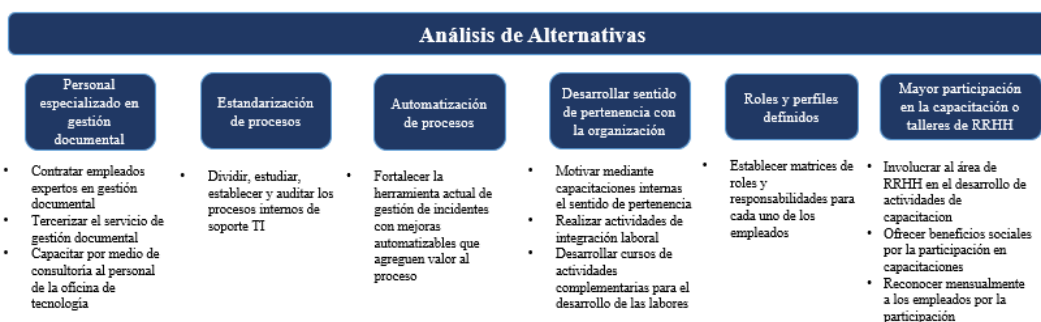 Análisis de Alternativas
Personal
especializado en
gestión
documental
• Contratar empleados
expertos en gestión
documental
• Tercerizar el servicio de
gestión documental
• Capacitar por medio de
consultoría al personal
de la oficina de
tecnología
Estandarización
de procesos
• Dividir, estudiar,
establecer y auditar los
procesos internos de
soporte TI
Automatización
de procesos
• Fortalecer la
herramienta actual de
gestión de incidentes
con mejoras
automatizables que
agreguen valor al
proceso
Desarrollar sentido
de pertenencia con
la organización
• Motivar mediante
capacitaciones internas
el sentido de pertenencia
• Realizar actividades de
integración laboral
• Desarrollar cursos de
actividades
complementarias para el
desarrollo de las labores
Roles y perfiles
definidos
• Establecer matrices de
roles y
responsabilidades para
cada uno de los
empleados
Mayor participación
en la capacitación o
talleres de RRHH
• Involucrar al área de
RRHH en el desarrollo de
actividades de
capacitacion
• Ofrecer beneficios sociales
por la participación en
capacitaciones
• Reconocer mensualmente
a los empleados por la
participación